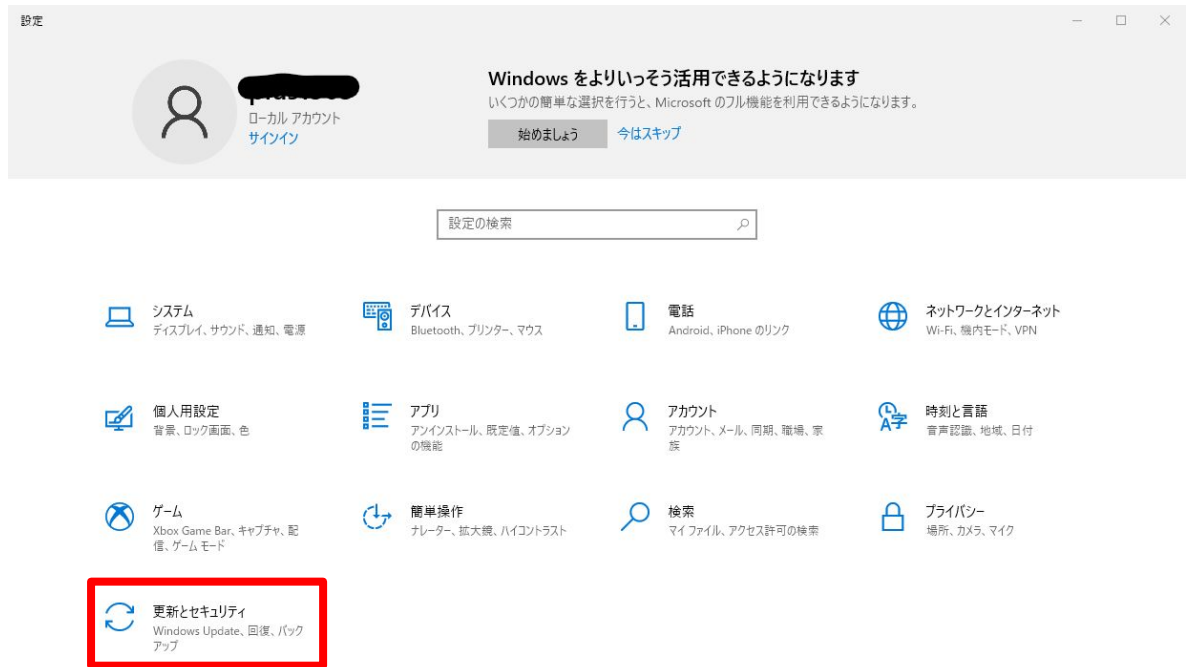 設定
Windows をよりいっそう活用できるようになります
いくつかの簡単な選択を行うと、Microsoft のフル機能を利用できるようになります。
ローカル アカウント
サインイン
始めましょう 今はスキップ
設定の検索
システム
ディスプレイ、サウンド、通知、電源
デバイス
Bluetooth、プリンター、マウス
電話
Android、iPhone のリンク
ネットワークとインターネット
Wi-Fi、機内モード、VPN
個人用設定
背景、ロック画面、色
アプリ
アンインストール、既定値、オプション
の機能
アカウント
アカウント、メール、同期、職場、家
族
時刻と言語
音声認識、地域、日付
ゲーム
Xbox Game Bar、キャプチャ、配
信、ゲーム モード
簡単操作
ナレーター、拡大鏡、ハイコントラスト
検索
マイ ファイル、アクセス許可の検索
プライバシー
場所、カメラ、マイク
更新とセキュリティ
Windows Update、回復、バック
アップ